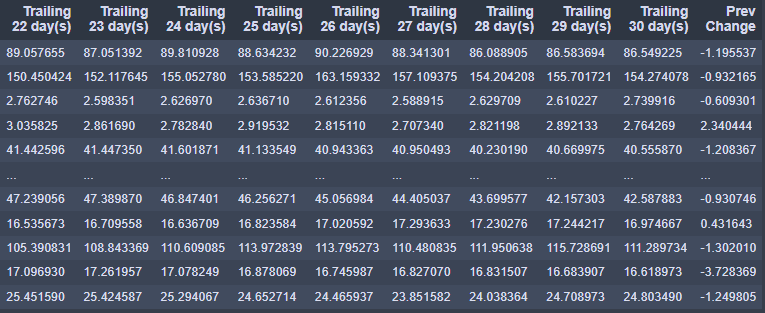 Trailing Trailing Trailing Trailing Trailing Trailing Trailing Trailing Trailing Prev
22 day(s) 23 day(s) 24 day(s) 25 day(s) 26 day(s) 27 day(s) 28 day(s) 29 day(s) 30 day(s) Change
89.057655 87.051392 89.810928 88.634232 90.226929 88.341301 86.088905 86.583694 86.549225 -1.195537
150.450424 152.117645 155.052780 153.585220 163.159332 157.109375 154.204208 155.701721 154.274078 -0.932165
2.762746 2.598351 2.626970 2.636710 2.612356 2.588915 2.629709 2.610227 2.739916 -0.609301
3.035825 2.861690 2.782840 2.919532 2.815110 2.707340 2.821198 2.892133 2.764269 2.340444
41.442596 41.447350 41.601871 41.133549 40.943363 40.950493 40.230190 40.669975 40.555870 -1.208367
... ... ... ... ... ... ... ... ... ...
47.239056 47.389870 46.847401 46.256271 45.056984 44.405037 43.699577 42.157303 42.587883 -0.930746
16.535673 16.709558 16.636709 16.823584 17.020592 17.293633 17.230276 17.244217 16.974667 0.431643
105.390831 108.843369 110.609085 113.972839 113.795273 110.480835 111.950638 115.728691 111.289734 -1.302010
17.096930 17.261957 17.078249 16.878069 16.745987 16.827070 16.831507 16.683907 16.618973 -3.728369
25.451590 25.424587 25.294067 24.652714 24.465937 23.851582 24.038364 24.708973 24.803490 -1.249805